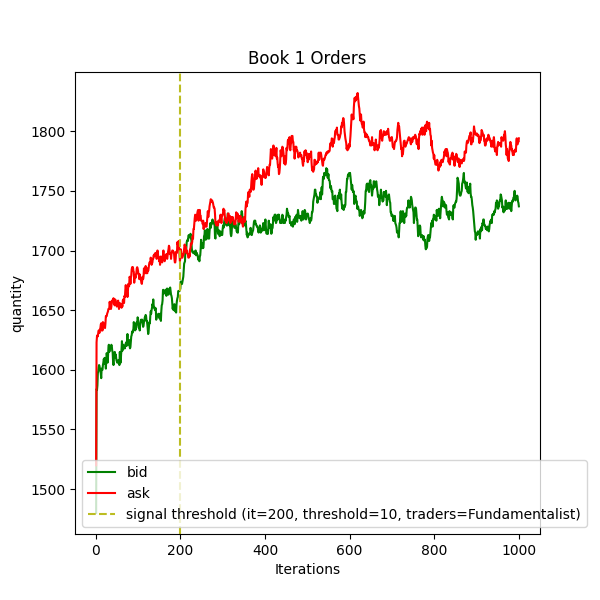 Book 1 Orders
quantity
1800
1750
1700
1650
1600
1550
1500
bid
ask
signal threshold (it=200, threshold=10, traders=Fundamentalist)
0 200 400 600 800 1000
Iterations